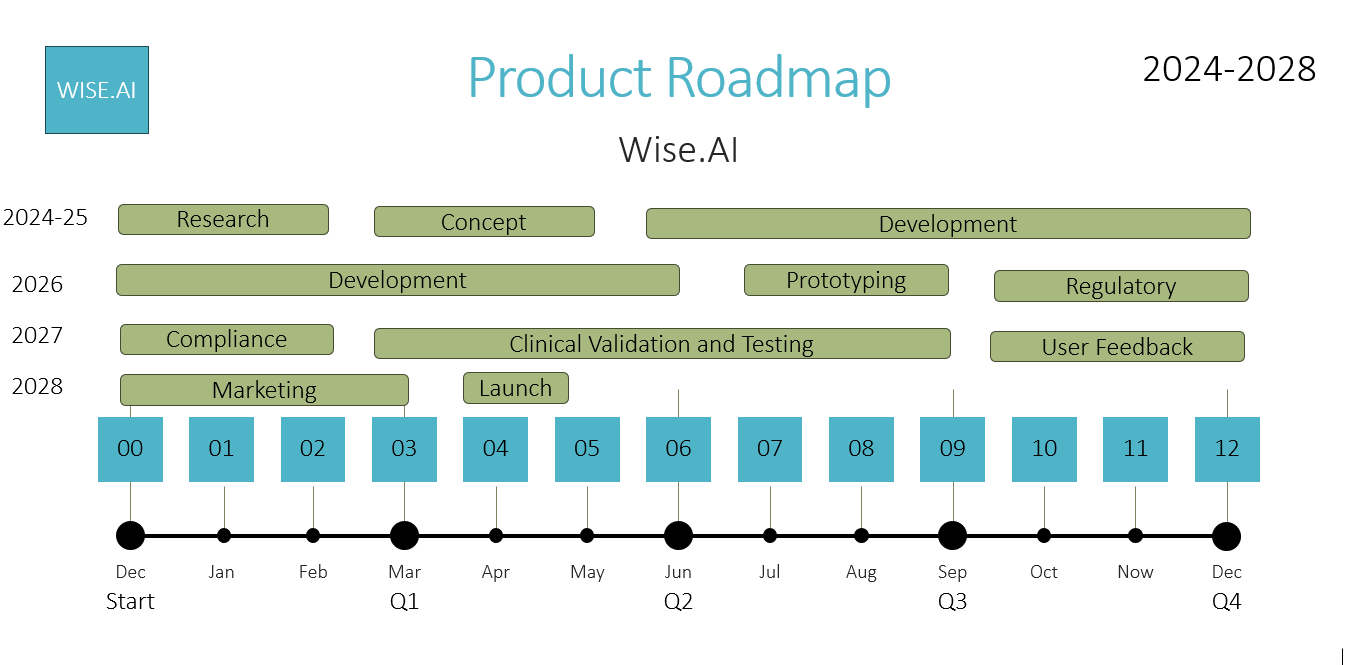 WISE.AI
Product Roadmap
2024-2028
Wise.AI
2024-25 Research Concept Development
2026 Development Prototyping Regulatory
2027 Compliance Clinical Validation and Testing User Feedback
2028 Marketing Launch
00 01 02 03 04 05 06 07 08 09 10 11 12
Dec Jan Feb Mar Apr May Jun Jul Aug Sep Oct Now Dec
Start Q1 Q2 Q3 Q4